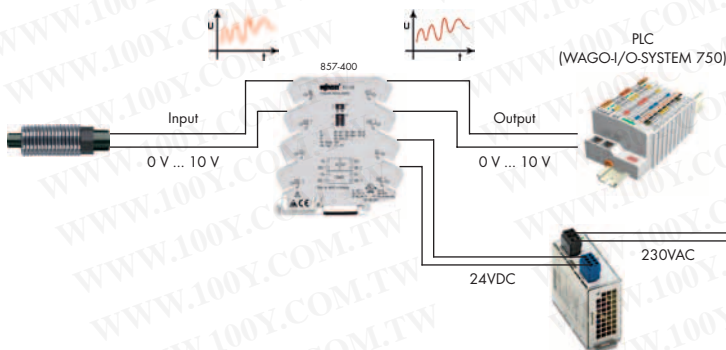 U
t
U
t
857-400
PLC
(WAGO-I/O-SYSTEM 750)
Input
0 V ... 10 V
Output
0 V ... 10 V
24VDC
230VAC
WWW.100Y.COM.TW